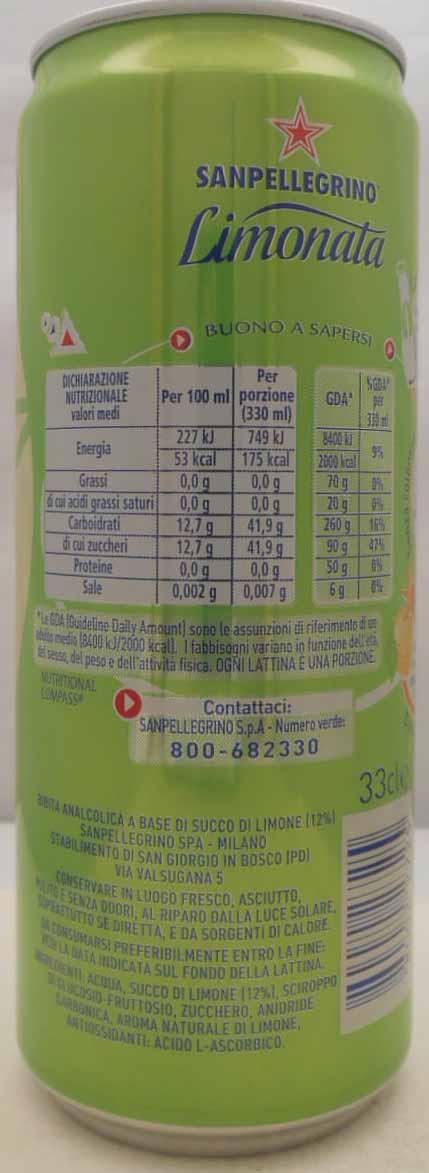 SANPELLEGRINO
Limonata
BUONO A SAPERSI
DICHIARAZIONE NUTRIZIONALE valori medi Per 100 ml Per porzione (330 ml) GDA* %GDA* per 330 ml
Energia 227 kJ 749 kJ 8400 kJ 9%
53 kcal 175 kcal 2000 kcal
Grassi 0,0 g 0,0 g 70 g 0%
di cui acidi grassi saturi 0,0 g 0,0 g 20 g 0%
Carboidrati 12,7 g 41,9 g 260 g 16%
di cui zuccheri 12,7 g 41,9 g 90 g 47%
Proteine 0,0 g 0,0 g 50 g 0%
Sale 0,002 g 0,007 g 6 g 0%
*Le GDA (Guideline Daily Amount) sono le assunzioni di riferimento di un
adulto medio (8400 kJ/2000 kcal). I fabbisogni variano in funzione dell'età,
del sesso, del peso e dell'attività fisica. OGNI LATTINA È UNA PORZIONE.
NUTRITIONAL
COMPASS®
Contattaci:
SANPELLEGRINO S.p.A - Numero verde:
800-682330
33cl e
BIBITA ANALCOLICA A BASE DI SUCCO DI LIMONE (12%)
SANPELLEGRINO SPA - MILANO
STABILIMENTO DI SAN GIORGIO IN BOSCO (PD)
VIA VALSUGANA 5
CONSERVARE IN LUOGO FRESCO, ASCIUTTO,
PULITO E SENZA ODORI, AL RIPARO DALLA LUCE SOLARE,
SOPRATTUTTO SE DIRETTA, E DA SORGENTI DI CALORE.
DA CONSUMARSI PREFERIBILMENTE ENTRO LA FINE:
VEDI LA DATA INDICATA SUL FONDO DELLA LATTINA.
INGREDIENTI: ACQUA, SUCCO DI LIMONE (12%), SCIROPPO
DI GLUCOSIO-FRUTTOSIO, ZUCCHERO, ANIDRIDE
CARBONICA, AROMA NATURALE DI LIMONE,
ANTIOSSIDANTI: ACIDO L-ASCORBICO.